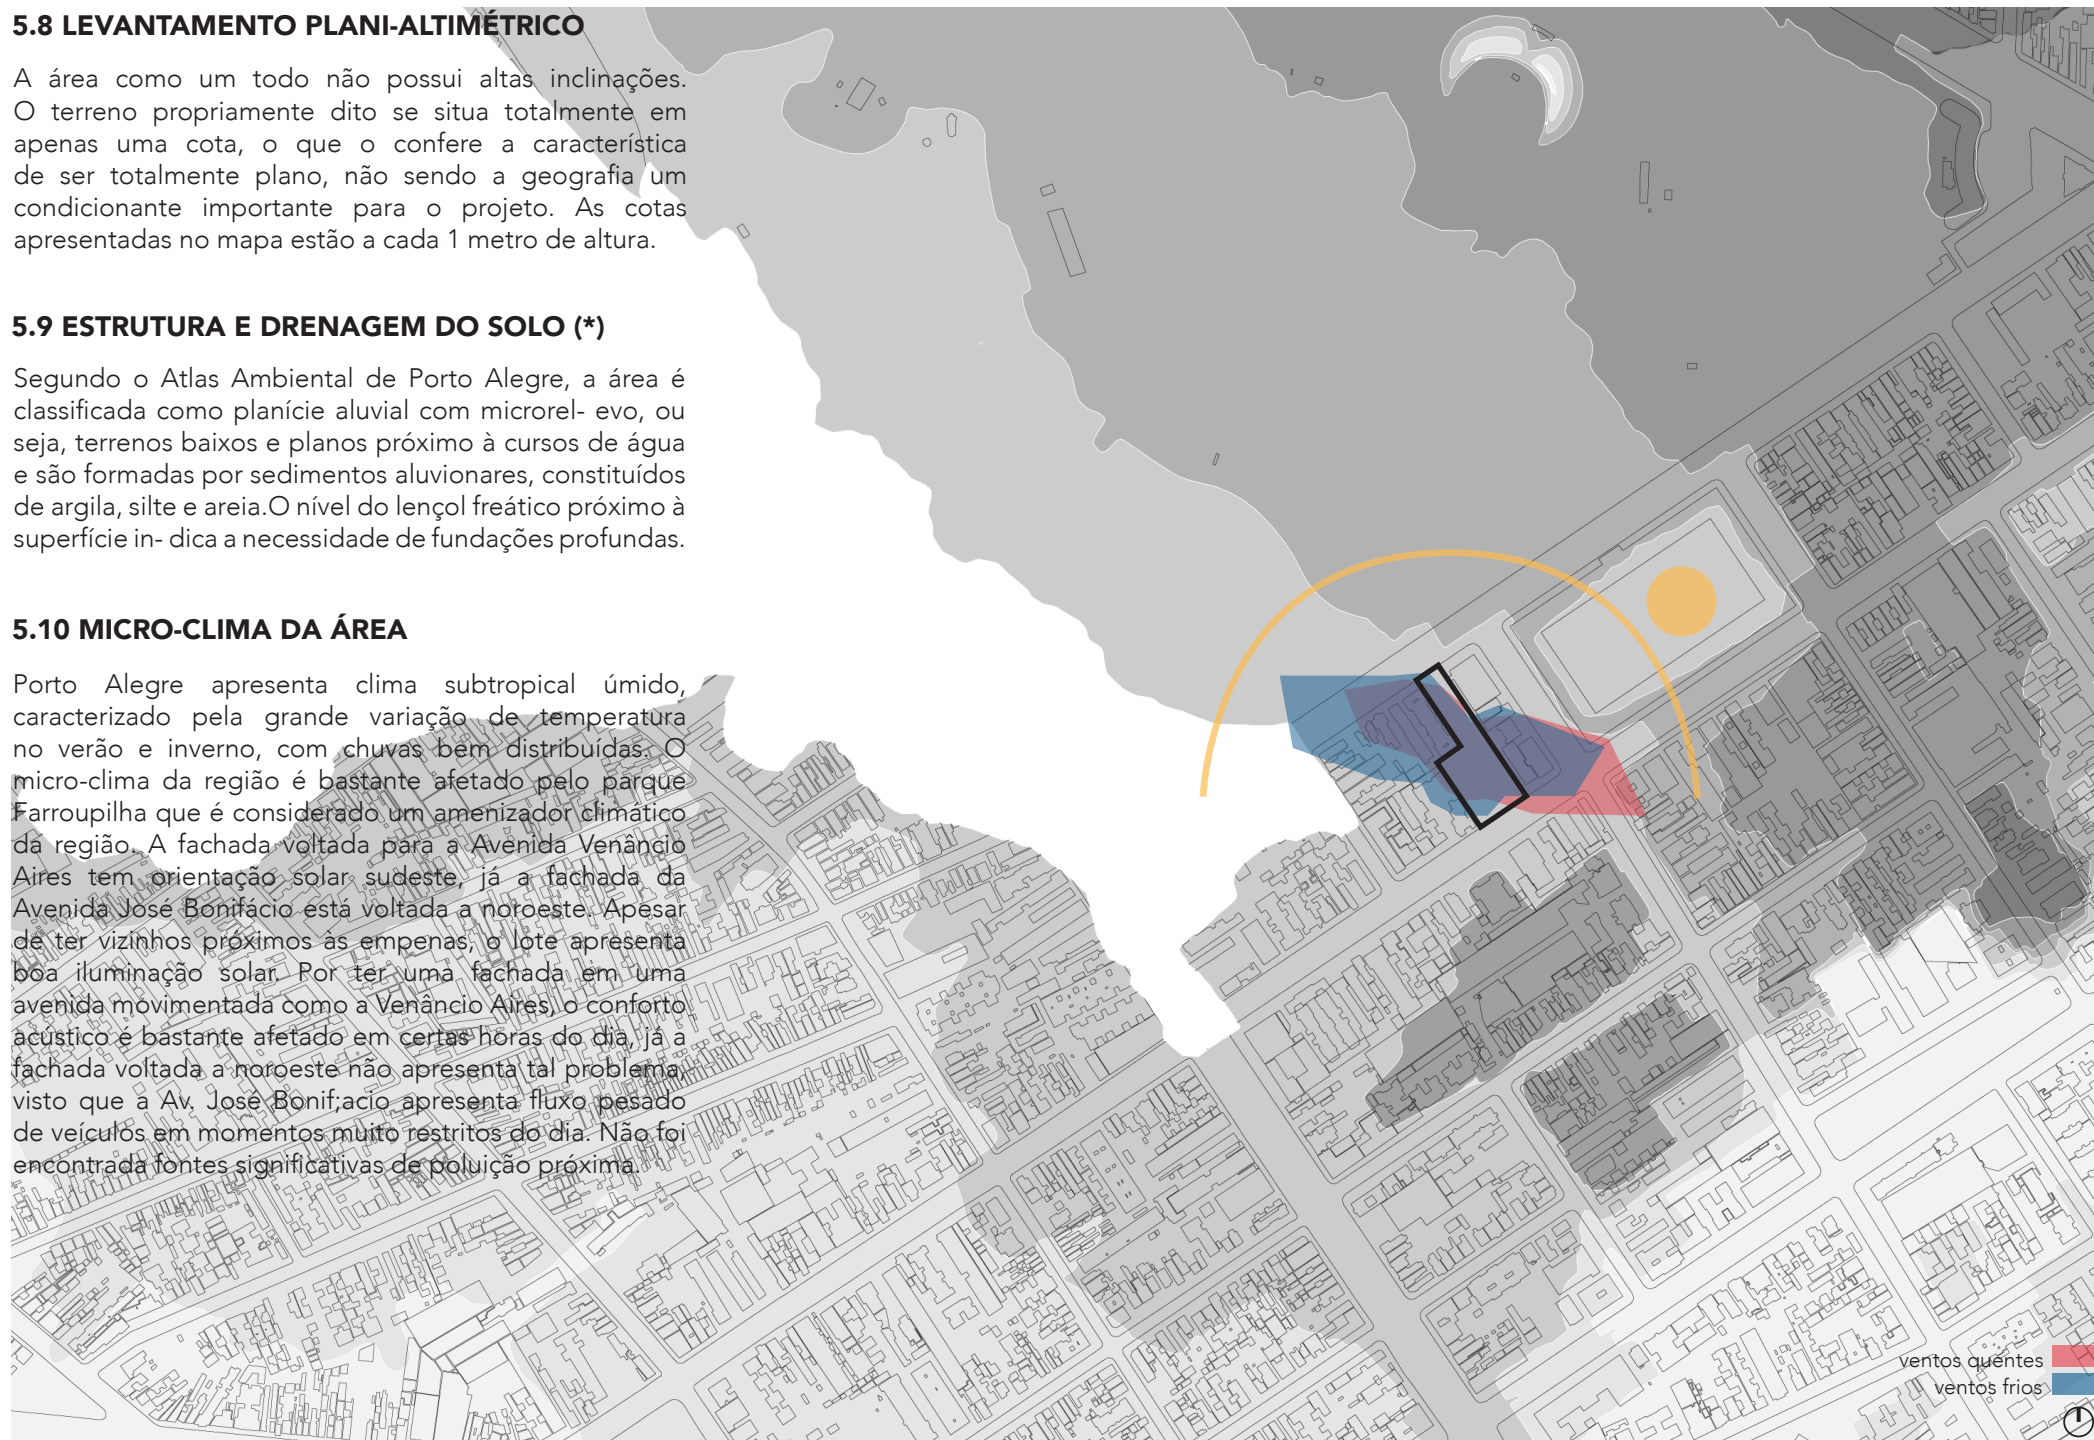 5.8 LEVANTAMENTO PLANI-ALTIMÉTRICO
A área como um todo não possui altas inclinações.
O terreno propriamente dito se situa totalmente em
apenas uma cota, o que o confere a característica
de ser totalmente plano, não sendo a geografia um
condicionante importante para o projeto. As cotas
apresentadas no mapa estão a cada 1 metro de altura.
5.9 ESTRUTURA E DRENAGEM DO SOLO (*)
Segundo o Atlas Ambiental de Porto Alegre, a área é
classificada como planície aluvial com microrel- evo, ou
seja, terrenos baixos e planos próximo à cursos de água
e são formadas por sedimentos aluvionares, constituídos
de argila, silte e areia.O nível do lençol freático próximo à
superfície in- dica a necessidade de fundações profundas.
5.10 MICRO-CLIMA DA ÁREA
Porto Alegre apresenta clima subtropical úmido,
caracterizado pela grande variação de temperatura
no verão e inverno, com chuvas bem distribuídas. O
micro-clima da região é bastante afetado pelo parque
Farroupilha que é considerado um amenizador climático
da região. A fachada voltada para a Avenida Venâncio
Aires tem orientação solar sudeste, já a fachada da
Avenida José Bonifácio está voltada a noroeste. Apesar
de ter vizinhos próximos às empenas, o lote apresenta
boa iluminação solar. Por ter uma fachada em uma
avenida movimentada como a Venâncio Aires, o conforto
acústico é bastante afetado em certas horas do dia, já a
fachada voltada a noroeste não apresenta tal problema,
visto que a Av. José Bonif;acio apresenta fluxo pesado
de veículos em momentos muito restritos do dia. Não foi
encontrada fontes significativas de poluição próxima.
ventos quentes
ventos frios